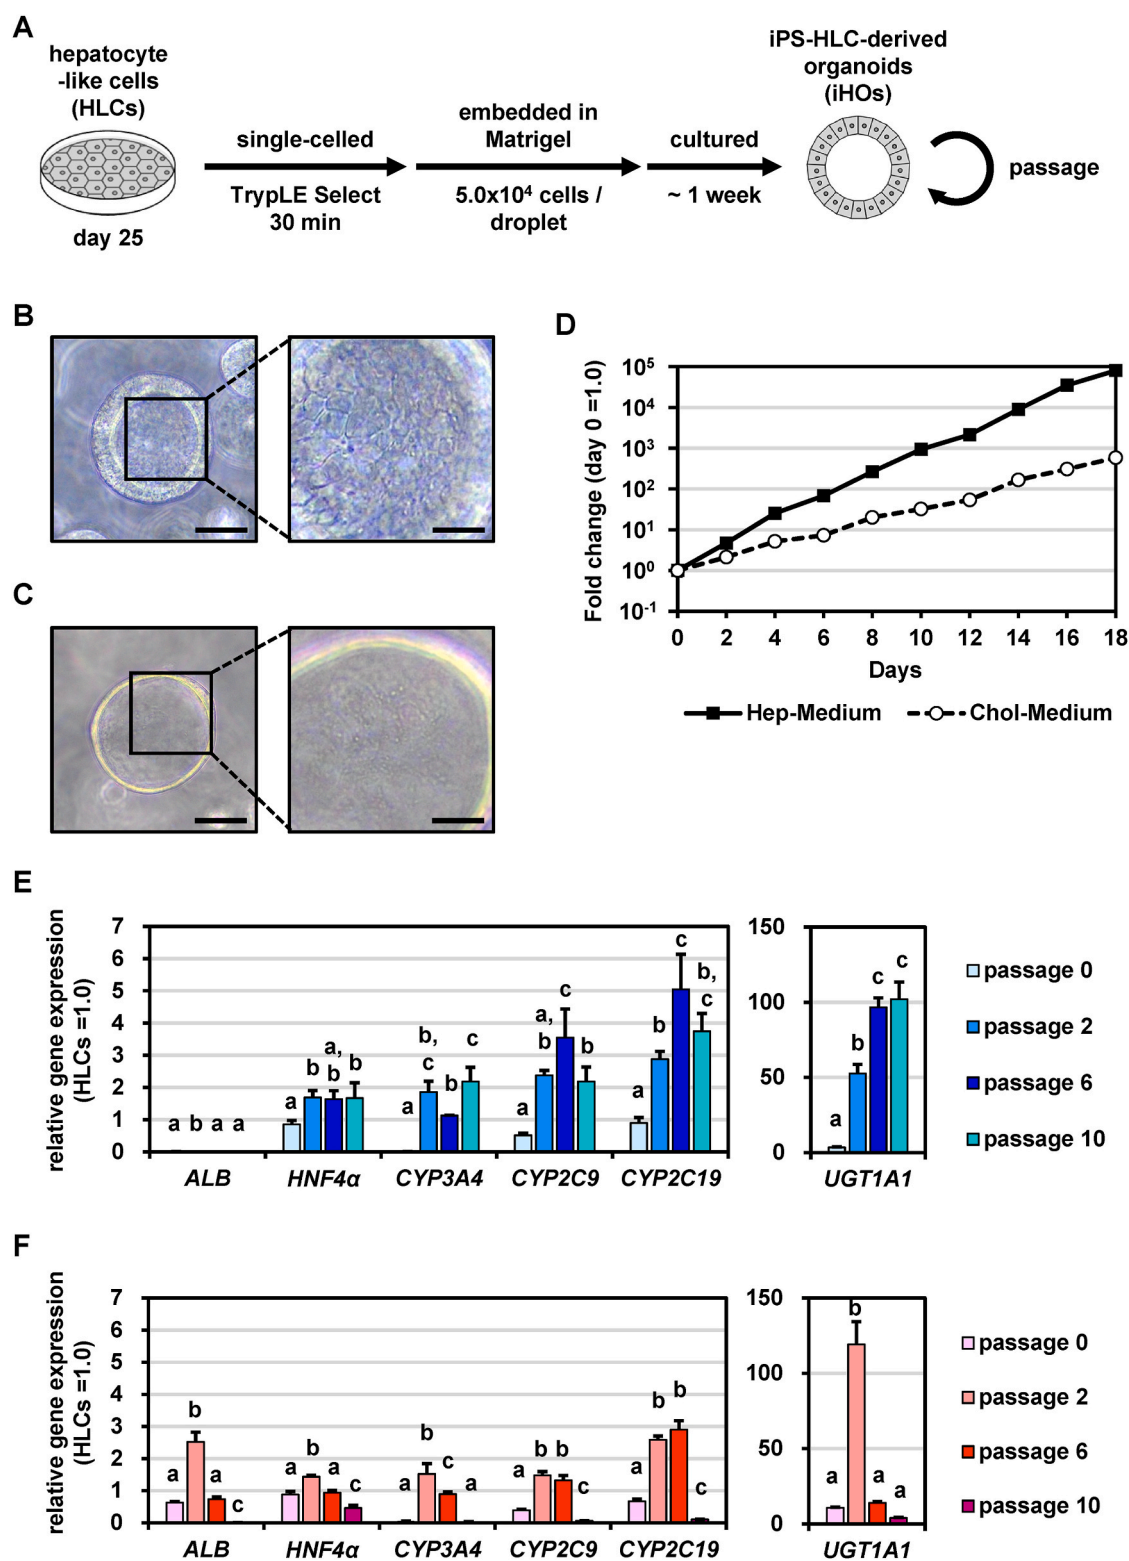 A
hepatocyte
-like cells
(HLCs)
day 25
single-celled
TrypLE Select
30 min
embedded in
Matrigel
5.0x10⁴ cells /
droplet
cultured
~ 1 week
iPS-HLC-derived
organoids
(iHOs)
passage
B
C
D
Fold change (day 0 =1.0)
10⁵
10⁴
10³
10²
10¹
10⁰
10⁻¹
0 2 4 6 8 10 12 14 16 18
Days
Hep-Medium Chol-Medium
E
relative gene expression
(HLCs =1.0)
7
6
5
4
3
2
1
0
a b a a
a b a, b b
a b, c b c
a a, b c b
a b c b, c
ALB HNF4α CYP3A4 CYP2C9 CYP2C19
150
100
50
0
a b c c
UGT1A1
passage 0
passage 2
passage 6
passage 10
F
relative gene expression
(HLCs =1.0)
7
6
5
4
3
2
1
0
a b a c
a b a c
a b c a
a b b c
a b b c
ALB HNF4α CYP3A4 CYP2C9 CYP2C19
150
100
50
0
a b a a
UGT1A1
passage 0
passage 2
passage 6
passage 10